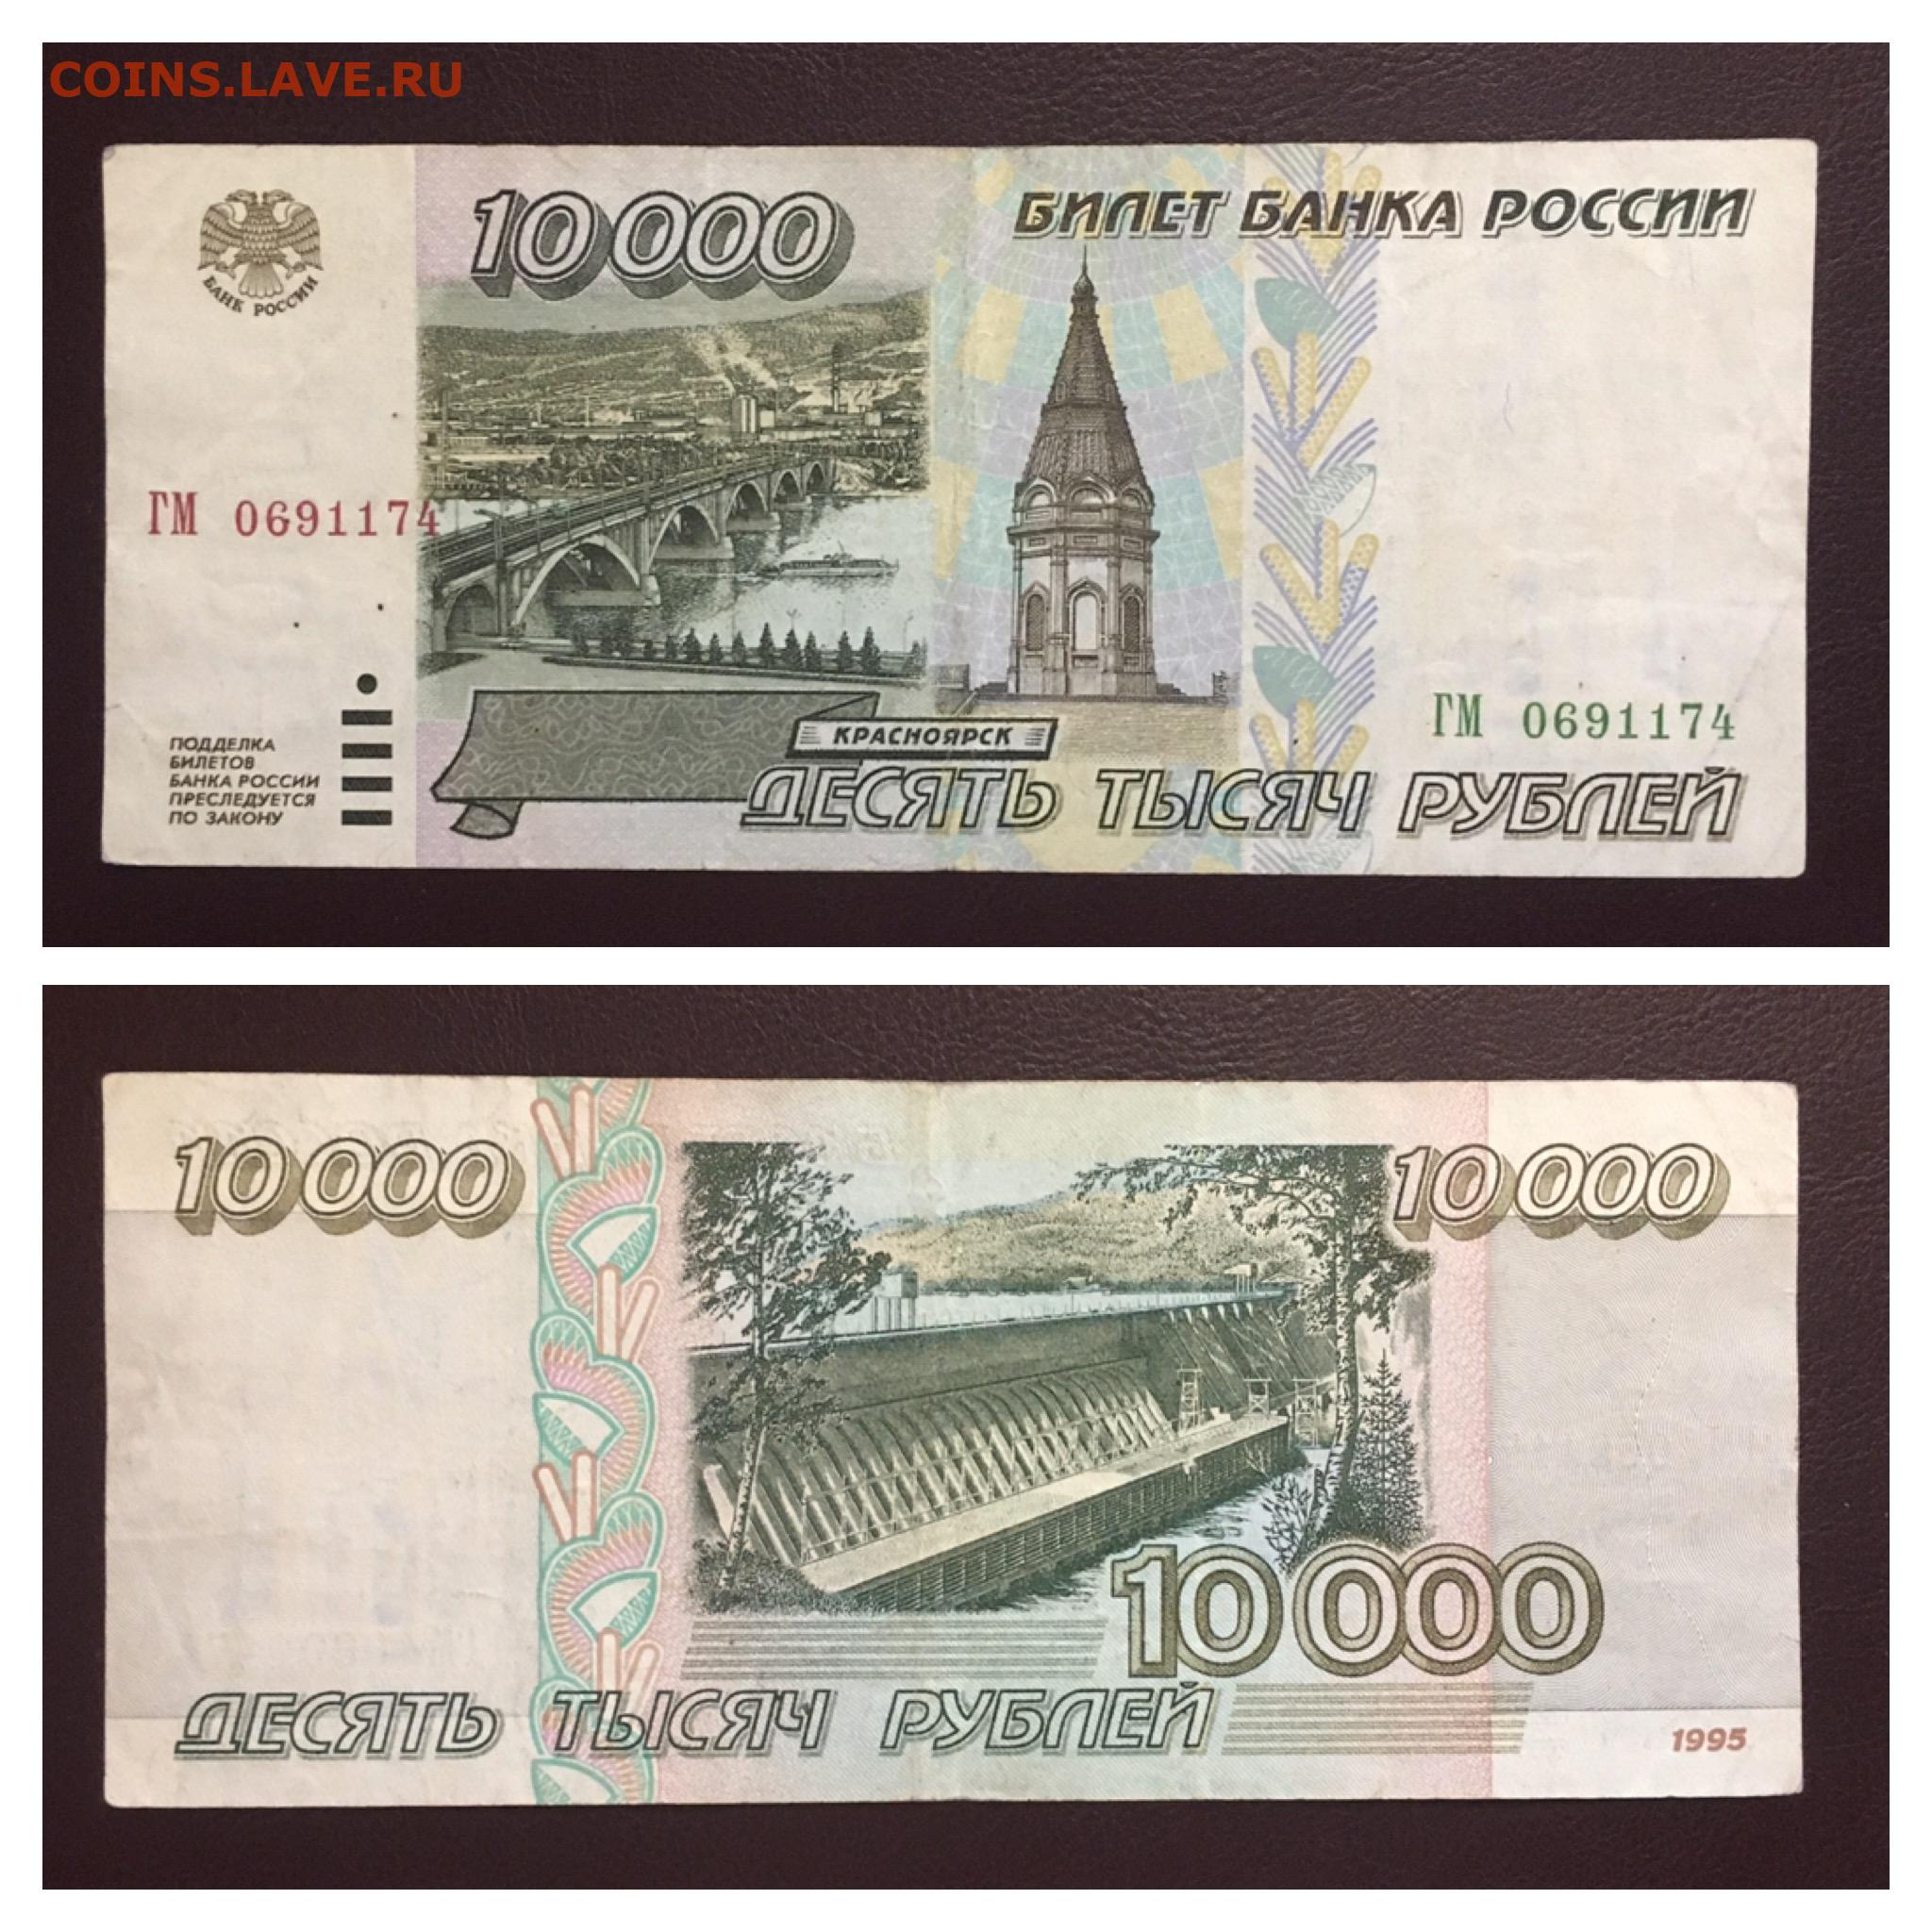 COINS.LAVE.RU
10 000
БИЛЕТ БАНКА РОССИИ
БАНК РОССИИ
ГМ 0691174
ГМ 0691174
КРАСНОЯРСК
ПОДДЕЛКА
БИЛЕТОВ
БАНКА РОССИИ
ПРЕСЛЕДУЕТСЯ
ПО ЗАКОНУ
ДЕСЯТЬ ТЫСЯЧ РУБЛЕЙ
10 000
10 000
10 000
ДЕСЯТЬ ТЫСЯЧ РУБЛЕЙ
1995